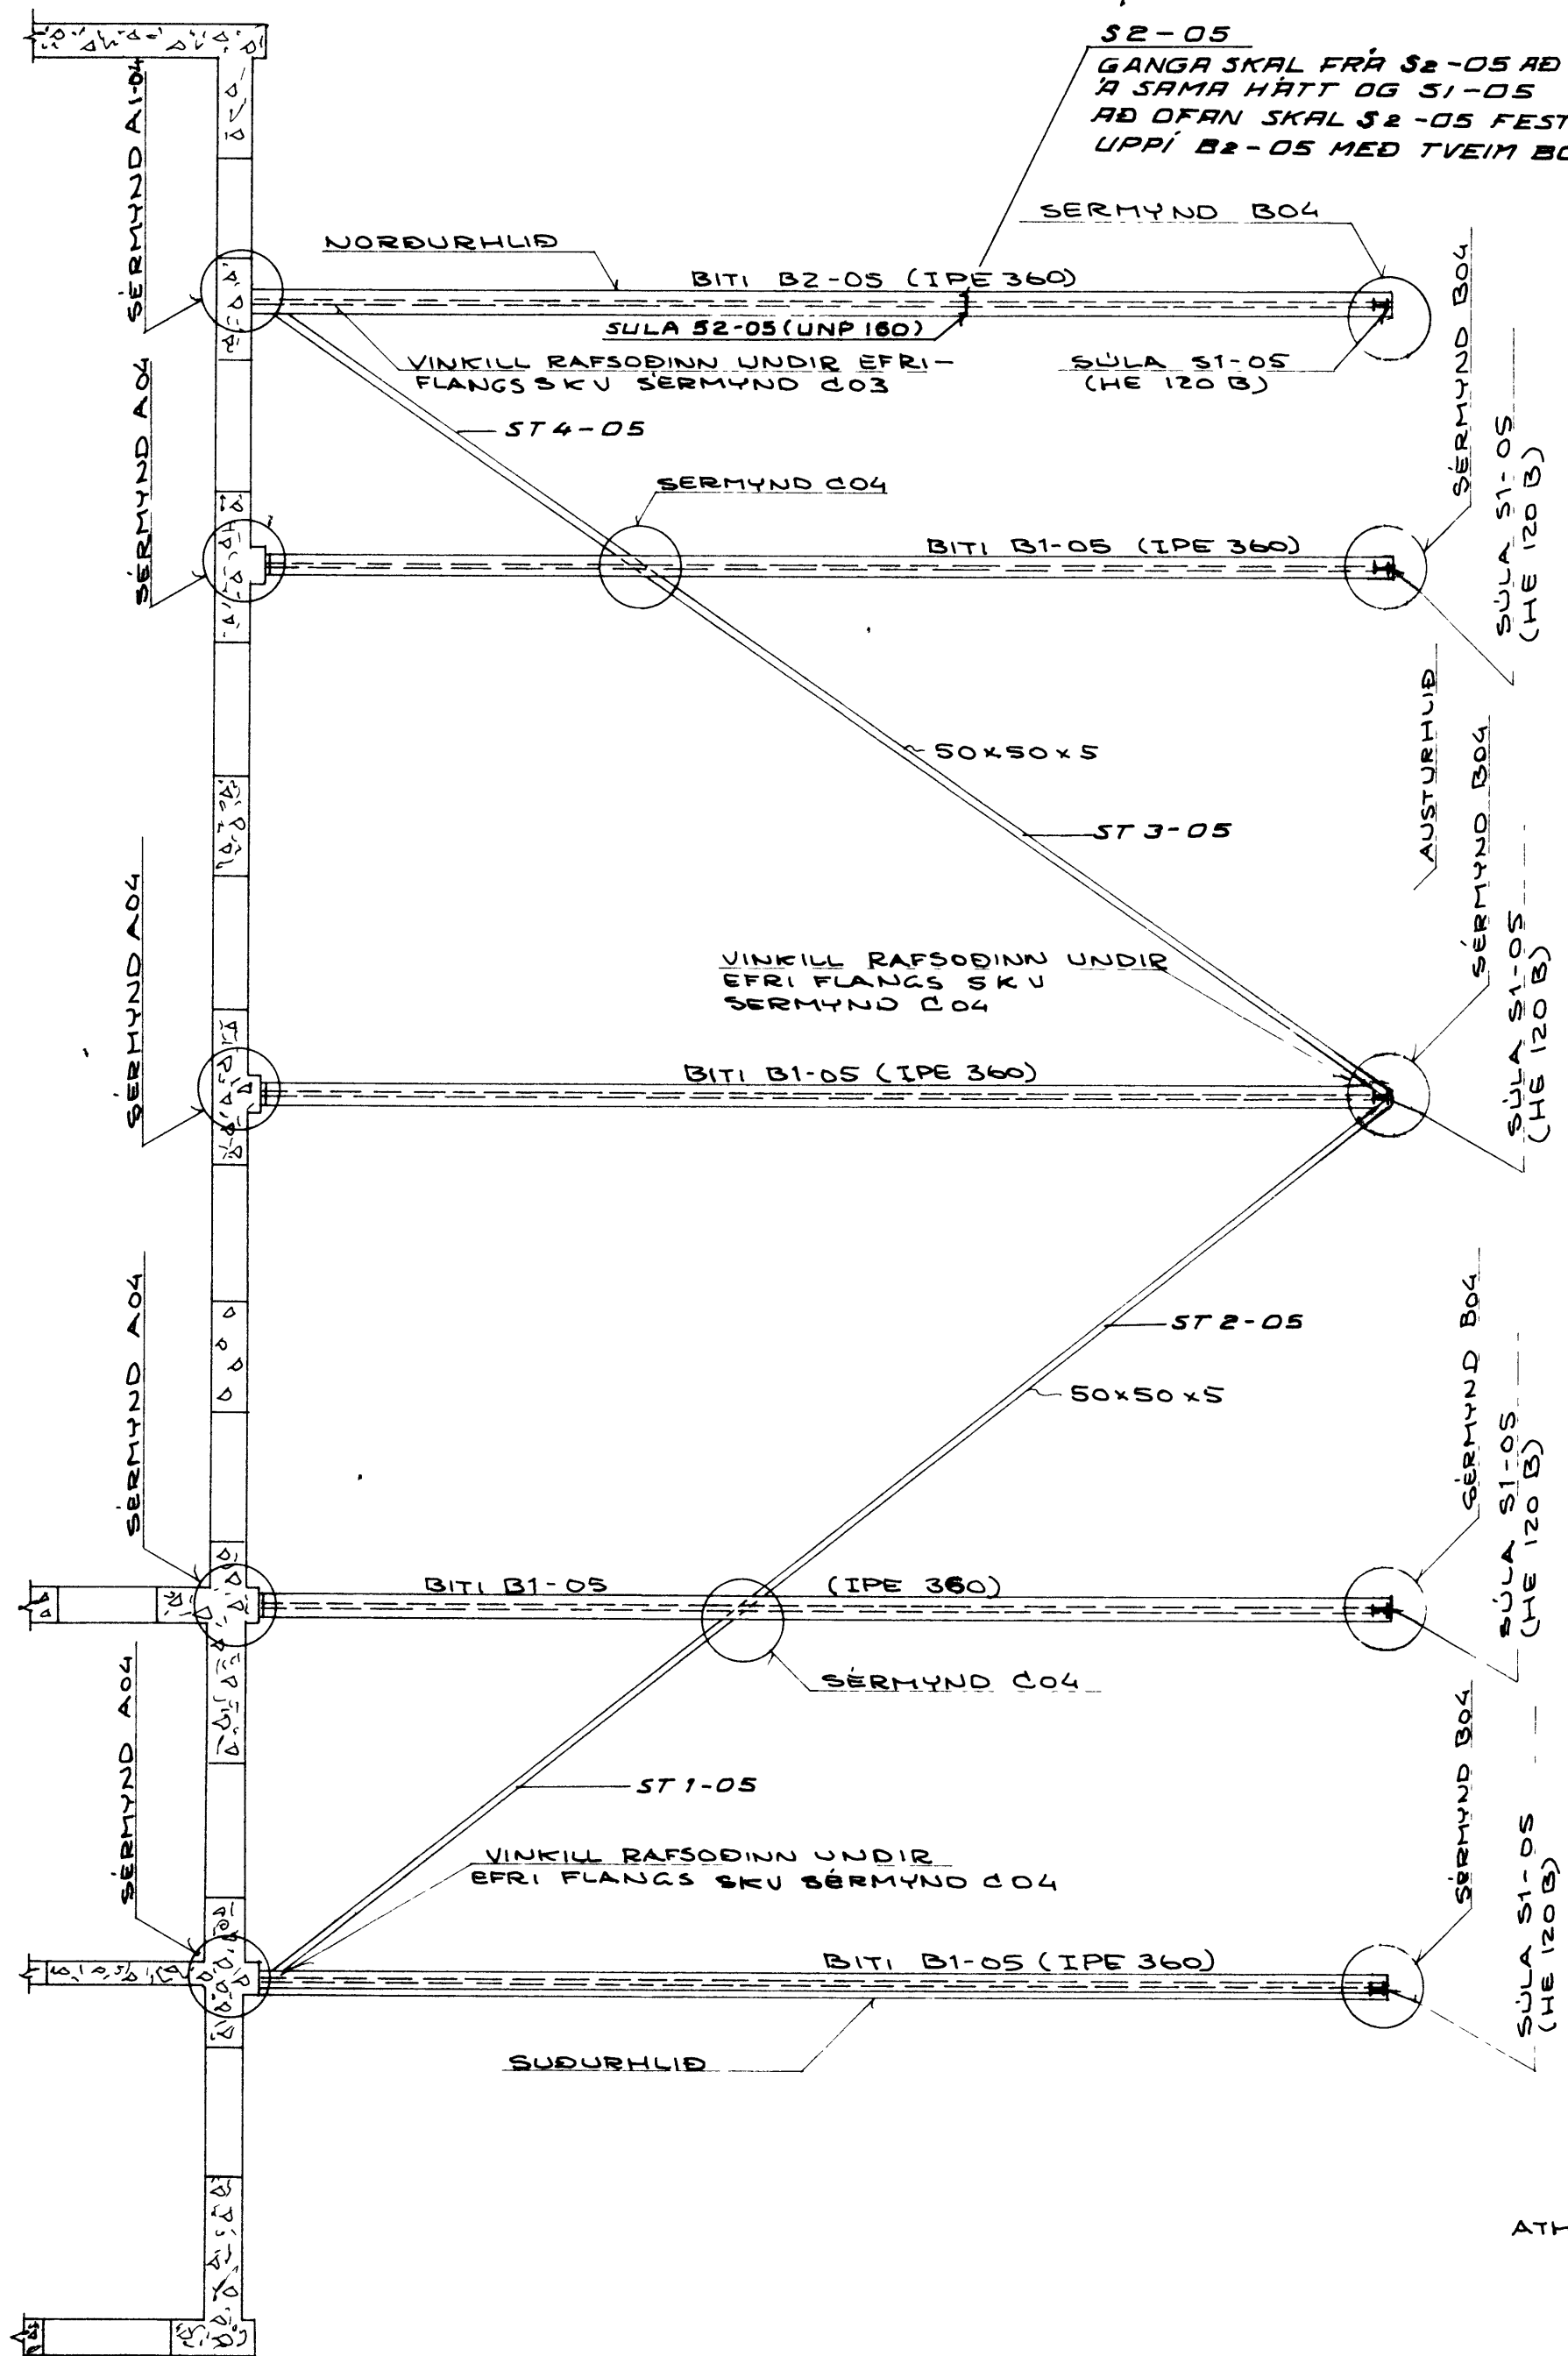 S2-05
GANGA SKAL FRÁ S2-05 AÐ
Á SAMA HÁTT OG S1-05
AÐ OFAN SKAL S2-05 FEST
UPPÍ B2-05 MEÐ TVEIM
SÉRMYND A1-04
NORÐURHLIÐ
SERMYND B04
BITI B2-05 (IPE 360)
SULA S2-05 (UNP 160)
VINKILL RAFSOÐINN UNDIR EFRI-
FLANGS SKV SERMYND C03
SÚLA S1-05
(HE 120 B)
SÉRMYND B04
SÉRMYND A04
ST 4-05
SERMYND C04
BITI B1-05 (IPE 360)
SÚLA S1-05
(HE 120 B)
50x50x5
AUSTURHLIÐ
ST 3-05
SÉRMYND B04
SÉRMYND A04
VINKILL RAFSOÐINN UNDIR
EFRI FLANGS SKV
SERMYND C04
BITI B1-05 (IPE 360)
SÚLA S1-05
(HE 120 B)
SÉRMYND A04
ST 2-05
SÉRMYND B04
50x50x5
BITI B1-05 (IPE 360)
SÚLA S1-05
(HE 120 B)
SÉRMYND C04
SÉRMYND A04
ST 1-05
SÉRMYND B04
VINKILL RAFSOÐINN UNDIR
EFRI FLANGS SKV SÉRMYND C04
BITI B1-05 (IPE 360)
SÚLA S1-05
(HE 120 B)
SUÐURHLIÐ